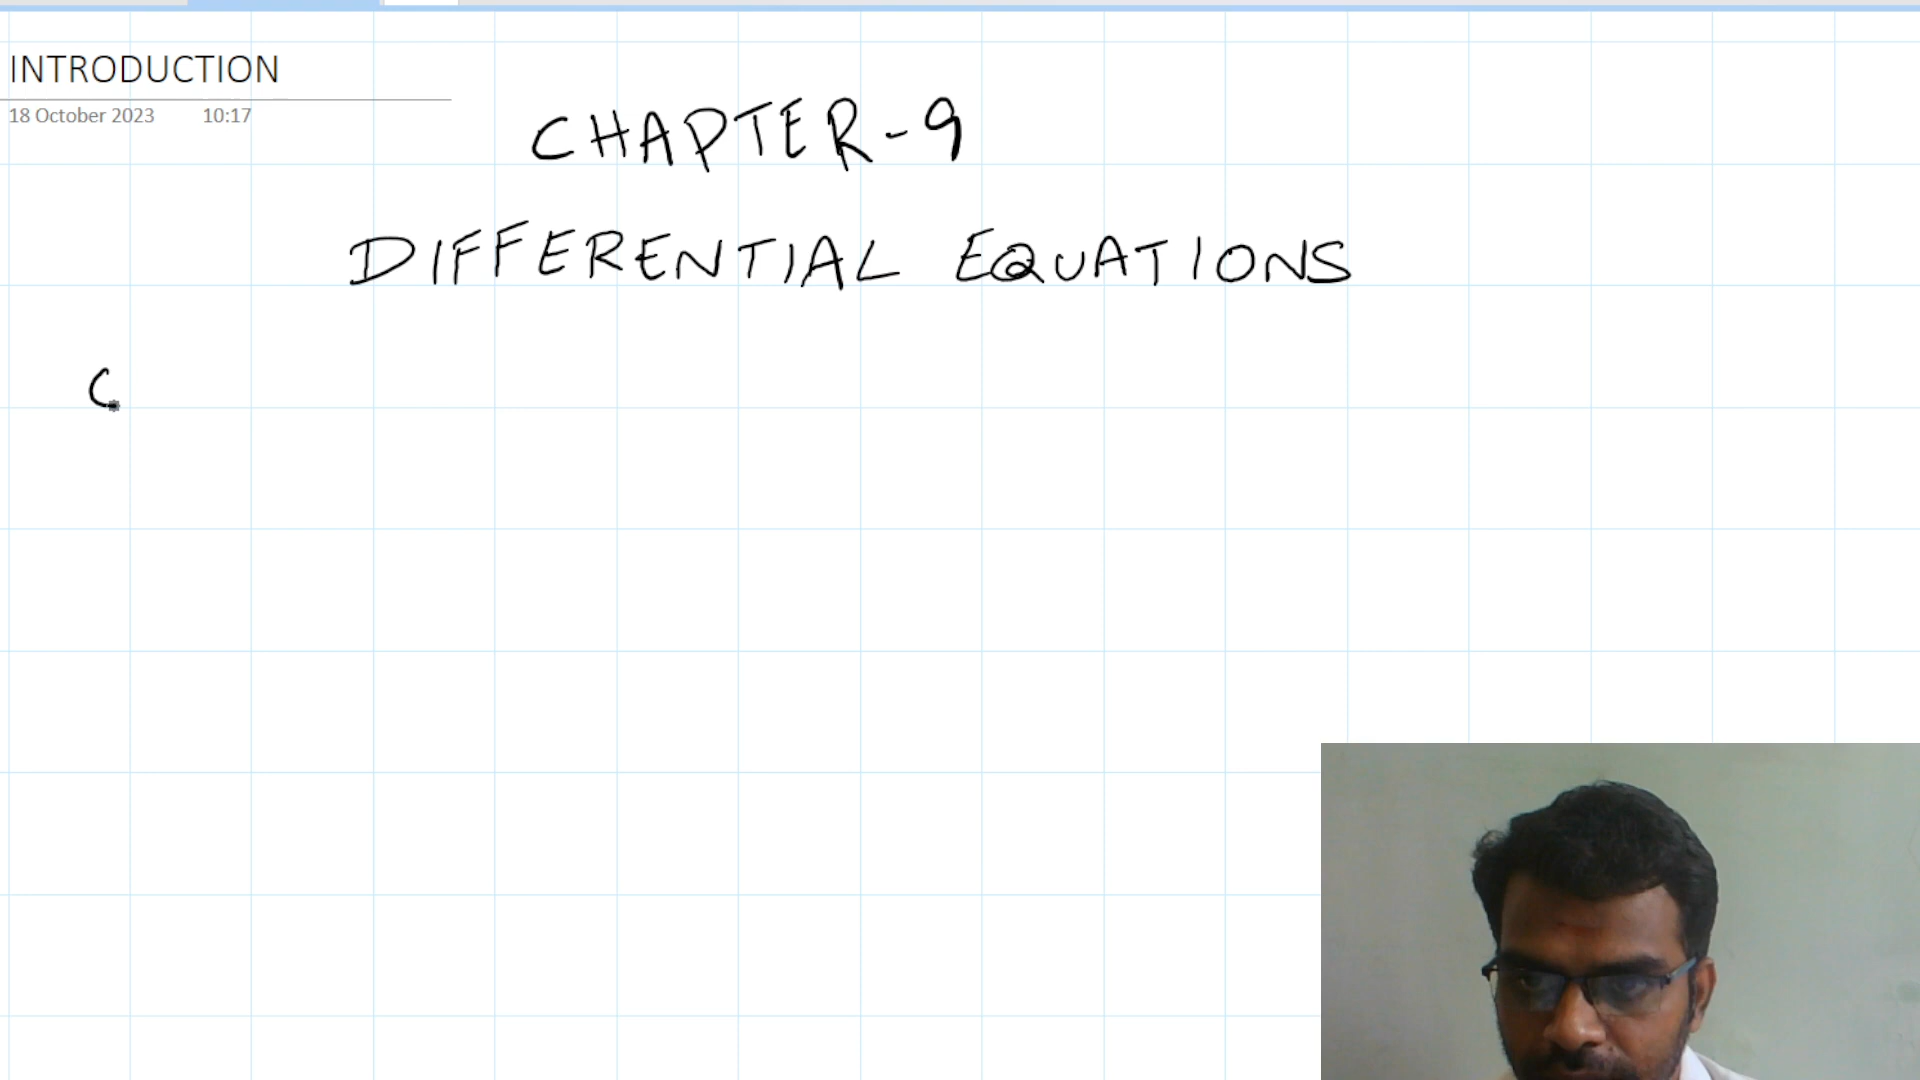 INTRODUCTION
18 October 2023 10:17
CHAPTER-9
DIFFERENTIAL EQUATIONS
C